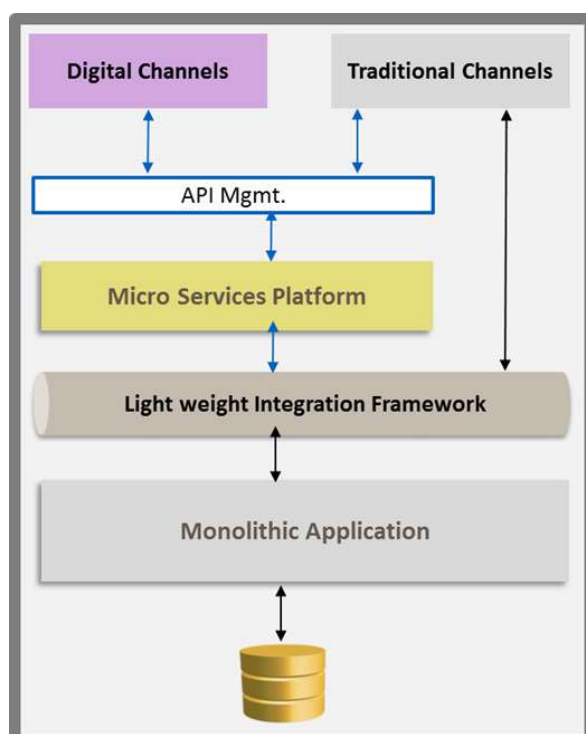 Digital Channels
Traditional Channels
API Mgmt.
Micro Services Platform
Light weight Integration Framework
Monolithic Application